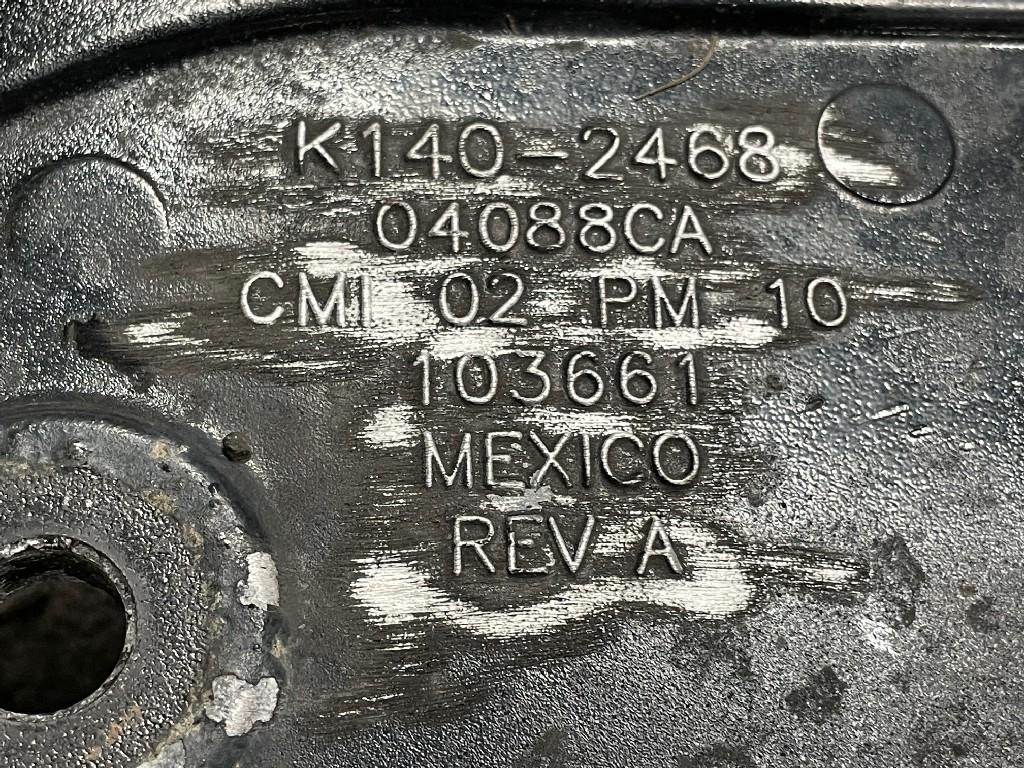 K140-2468
04088CA
CMI 02 PM 10
103661
MEXICO
REV A